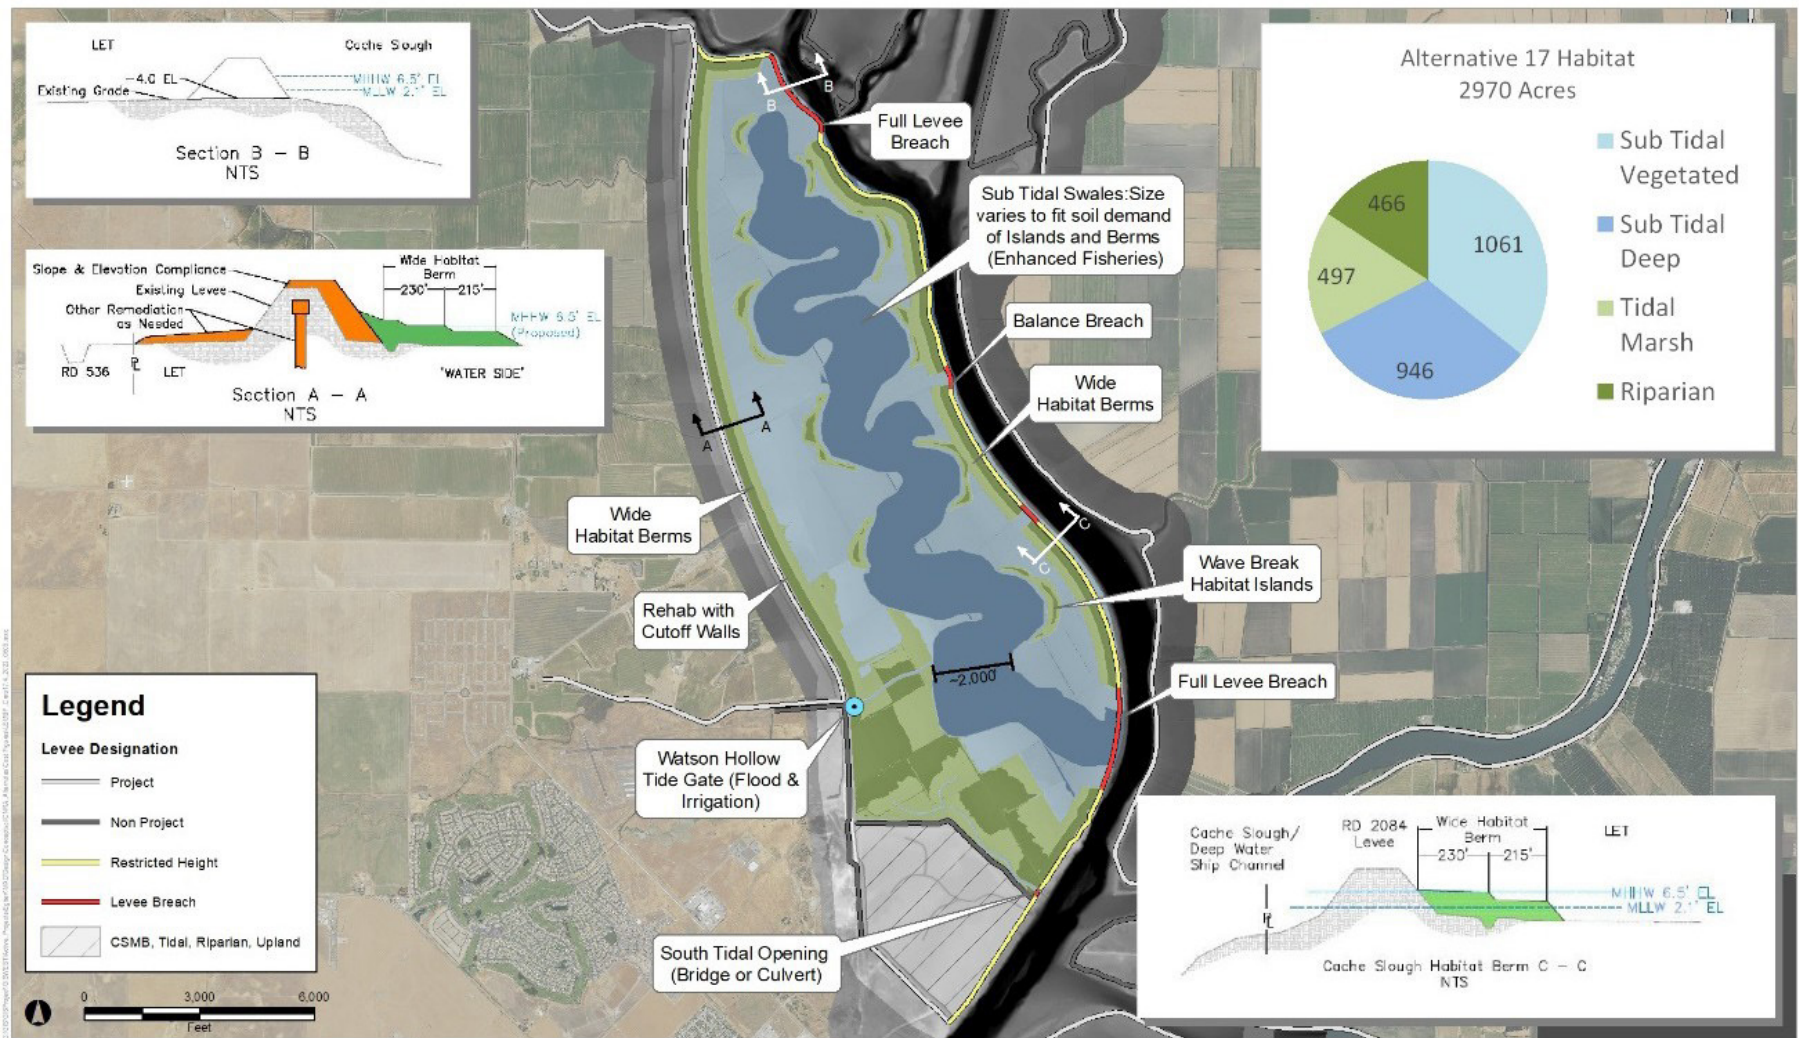 LET
Cache Slough
-4.0 EL
MHHW 6.5' EL
MLLW 2.1' EL
Existing Grade
Section B - B
NTS
Slope & Elevation Compliance
Existing Levee
Other Remediation
as Needed
Wide Habitat
Berm
230'
215'
MHHW 6.5' EL
(Proposed)
RD 536
PL
LET
'WATER SIDE'
Section A - A
NTS
B
B
Full Levee
Breach
Sub Tidal Swales:Size
varies to fit soil demand
of Islands and Berms
(Enhanced Fisheries)
Balance Breach
Wide
Habitat Berms
A
A
Wide
Habitat Berms
C
C
Wave Break
Habitat Islands
Rehab with
Cutoff Walls
~2,000'
Full Levee Breach
Watson Hollow
Tide Gate (Flood &
Irrigation)
South Tidal Opening
(Bridge or Culvert)
Alternative 17 Habitat
2970 Acres
466
1061
497
946
Sub Tidal
Vegetated
Sub Tidal
Deep
Tidal
Marsh
Riparian
Legend
Levee Designation
Project
Non Project
Restricted Height
Levee Breach
CSMB, Tidal, Riparian, Upland
0
3,000
6,000
Feet
Cache Slough/
Deep Water
Ship Channel
RD 2084
Levee
Wide Habitat
Berm
230'
215'
LET
PL
MHHW 6.5' EL
MLLW 2.1' EL
Cache Slough Habitat Berm C - C
NTS